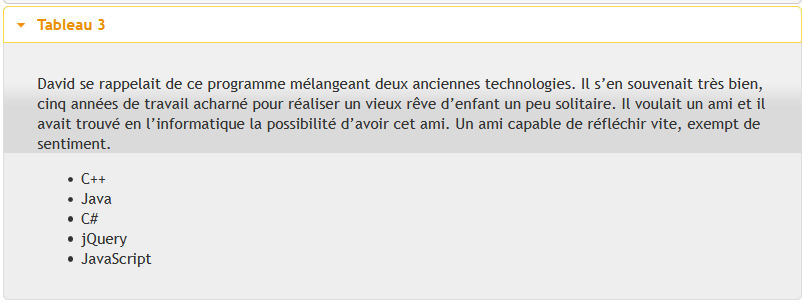 Tableau 3
David se rappelait de ce programme mélangeant deux anciennes technologies. Il s’en souvenait très bien,
cinq années de travail acharné pour réaliser un vieux rêve d’enfant un peu solitaire. Il voulait un ami et il
avait trouvé en l’informatique la possibilité d’avoir cet ami. Un ami capable de réfléchir vite, exempt de
sentiment.
• C++
• Java
• C#
• jQuery
• JavaScript